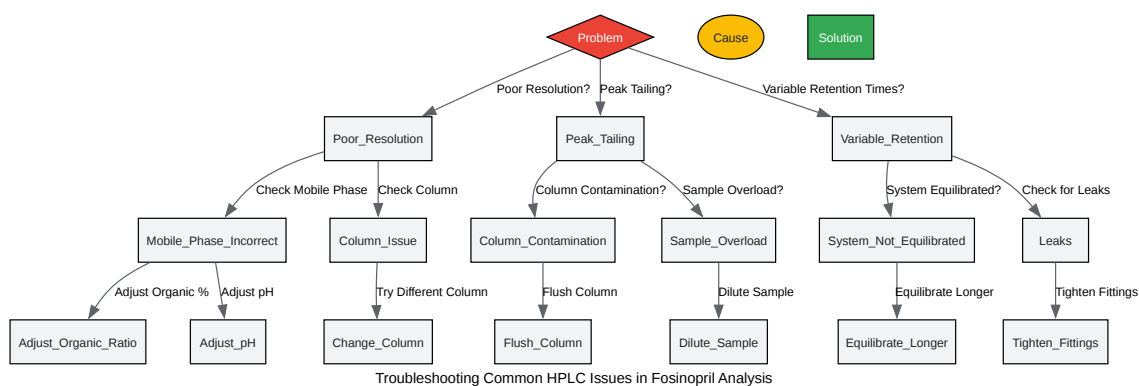 Problem
Cause
Solution
Poor Resolution?
Peak Tailing?
Variable Retention Times?
Poor_Resolution
Peak_Tailing
Variable_Retention
Check Mobile Phase
Check Column
Column Contamination?
Sample Overload?
System Equilibrated?
Check for Leaks
Mobile_Phase_Incorrect
Column_Issue
Column_Contamination
Sample_Overload
System_Not_Equilibrated
Leaks
Adjust Organic %
Adjust pH
Try Different Column
Flush Column
Dilute Sample
Equilibrate Longer
Tighten Fittings
Adjust_Organic_Ratio
Adjust_pH
Change_Column
Flush_Column
Dilute_Sample
Equilibrate_Longer
Tighten_Fittings
Troubleshooting Common HPLC Issues in Fosinopril Analysis